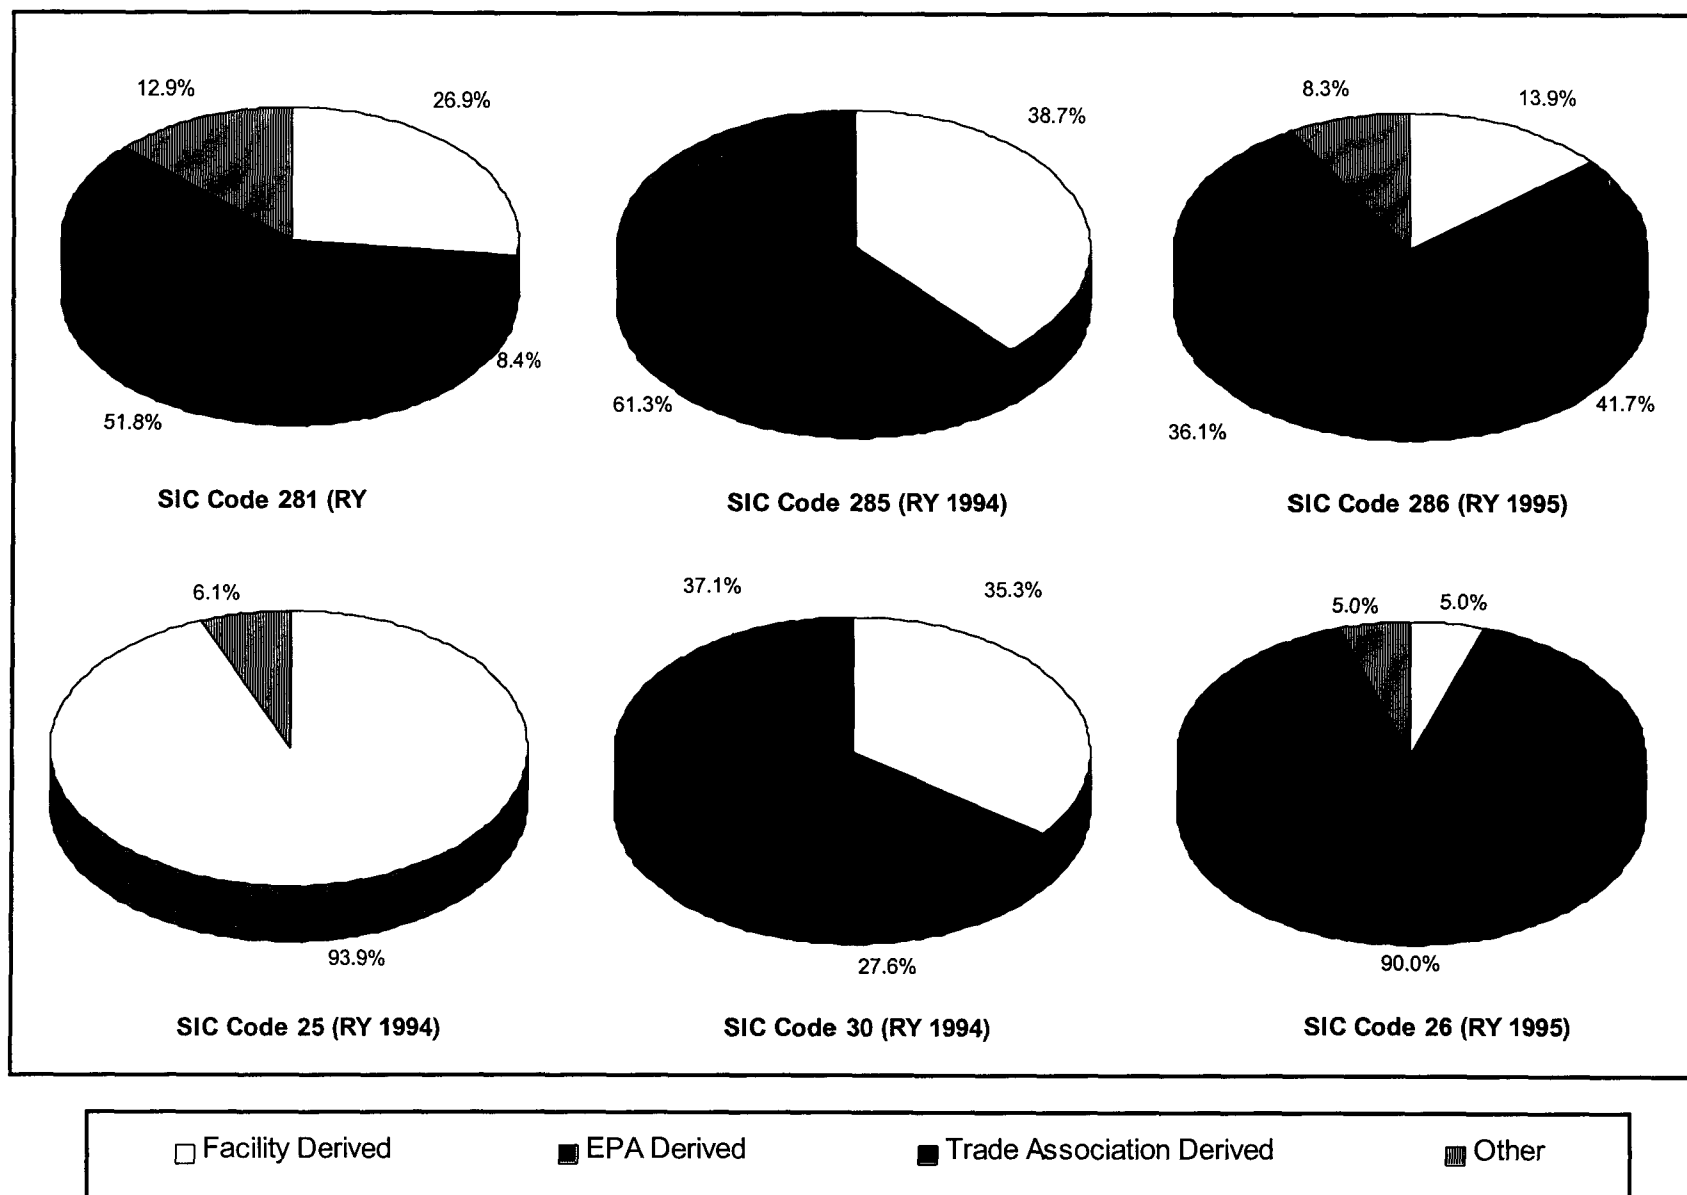 12.9%
26.9%
8.4%
51.8%
SIC Code 281 (RY
38.7%
61.3%
SIC Code 285 (RY 1994)
8.3%
13.9%
41.7%
36.1%
SIC Code 286 (RY 1995)
6.1%
93.9%
SIC Code 25 (RY 1994)
37.1%
35.3%
27.6%
SIC Code 30 (RY 1994)
5.0%
5.0%
90.0%
SIC Code 26 (RY 1995)
Facility Derived
EPA Derived
Trade Association Derived
Other